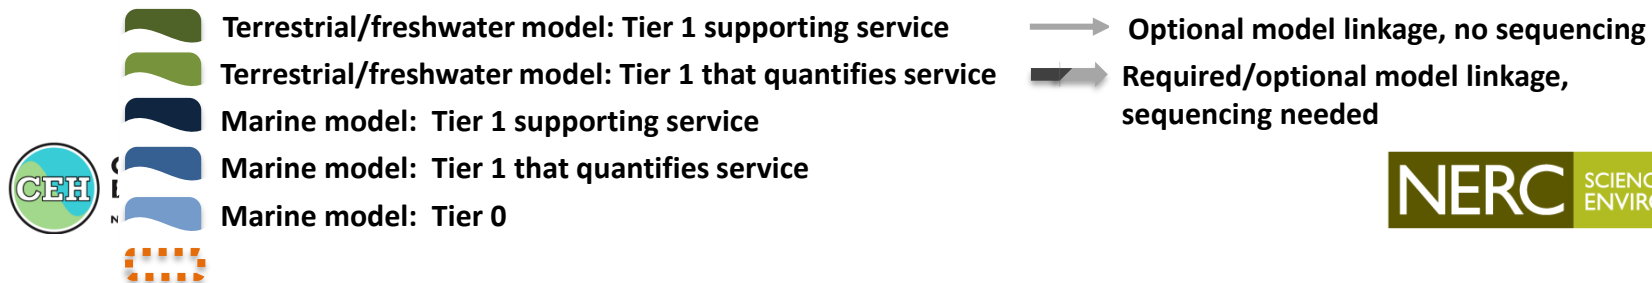 Terrestrial/freshwater model: Tier 1 supporting service
Terrestrial/freshwater model: Tier 1 that quantifies service
Marine model:  Tier 1 supporting service
Marine model:  Tier 1 that quantifies service
Marine model:  Tier 0
Optional model linkage, no sequencing
Required/optional model linkage,
sequencing needed
CEH
NERC